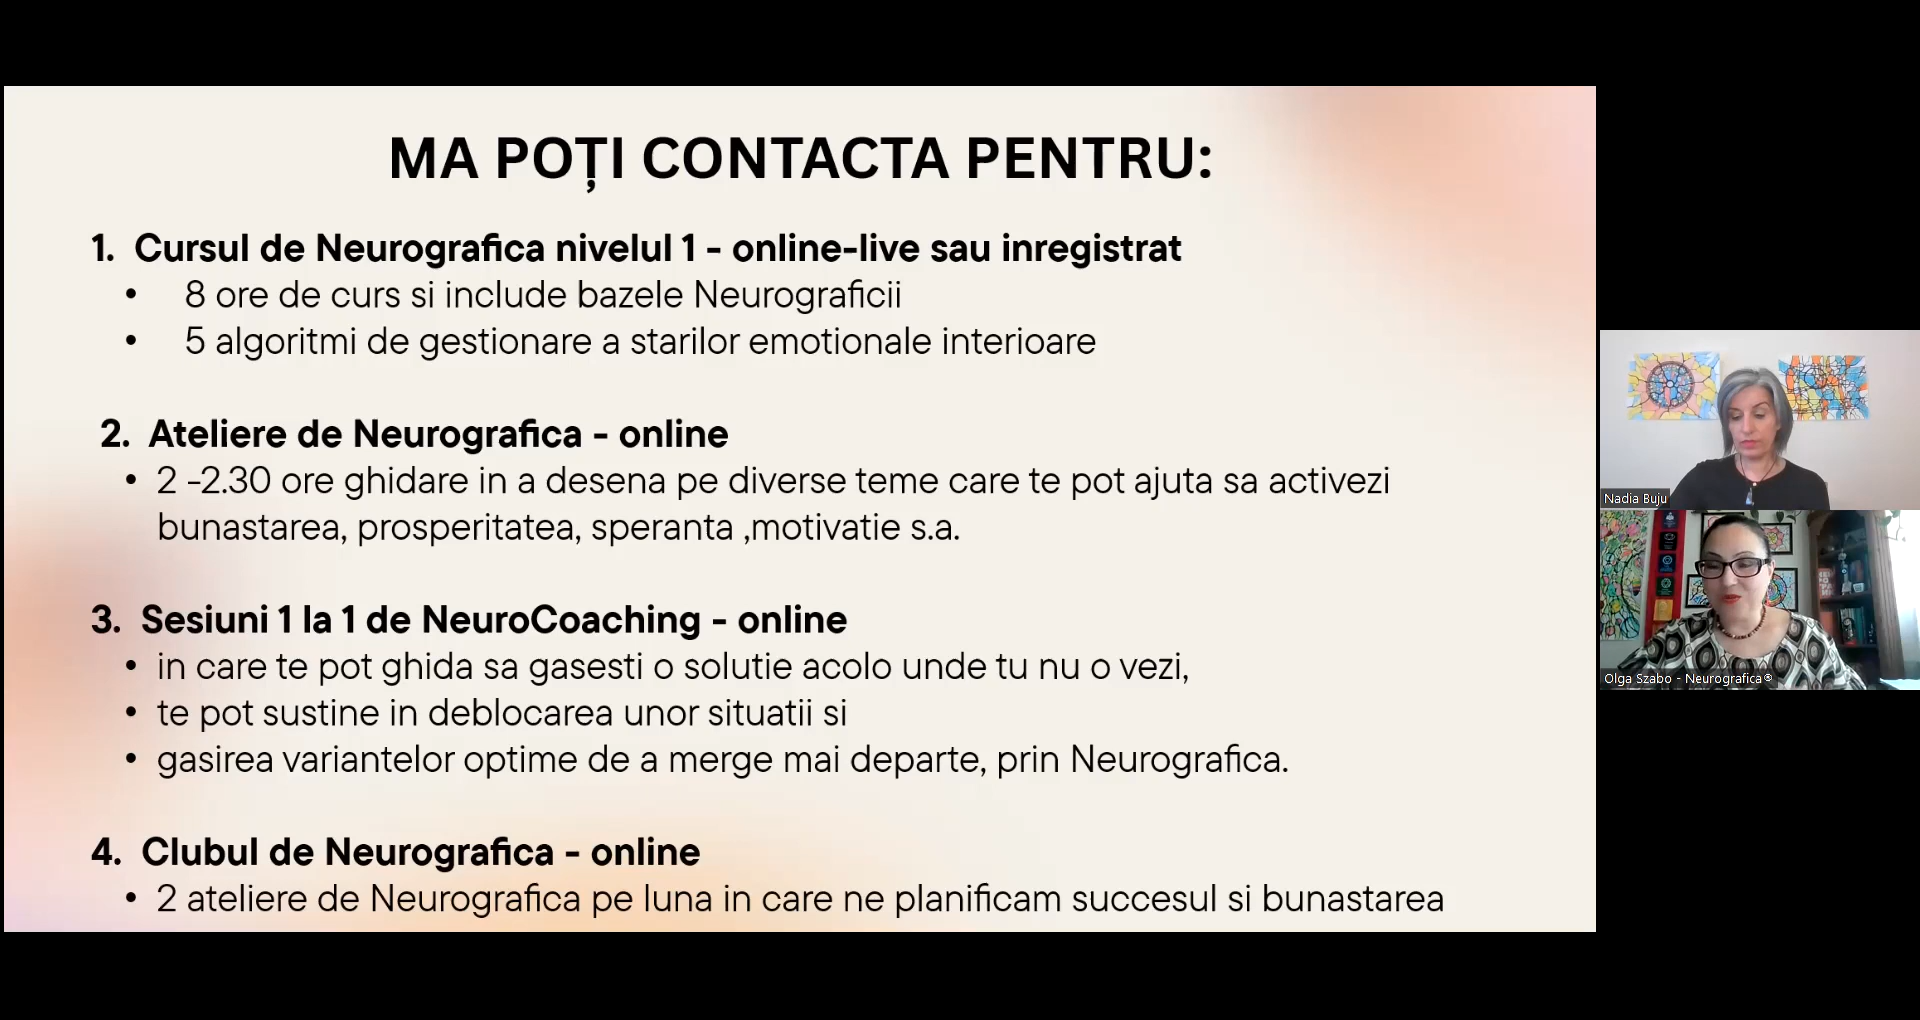 MA POȚI CONTACTA PENTRU:
1. Cursul de Neurografica nivelul 1 - online-live sau inregistrat
• 8 ore de curs si include bazele Neurograficii
• 5 algoritmi de gestionare a starilor emotionale interioare
2. Ateliere de Neurografica - online
• 2 -2.30 ore ghidare in a desena pe diverse teme care te pot ajuta sa activezi
bunastarea, prosperitatea, speranta ,motivatie s.a.
3. Sesiuni 1 la 1 de NeuroCoaching - online
• in care te pot ghida sa gasesti o solutie acolo unde tu nu o vezi,
• te pot sustine in deblocarea unor situatii si
• gasirea variantelor optime de a merge mai departe, prin Neurografica.
4. Clubul de Neurografica - online
• 2 ateliere de Neurografica pe luna in care ne planificam succesul si bunastarea
Nadia Buju
Olga Szabo - Neurografica®